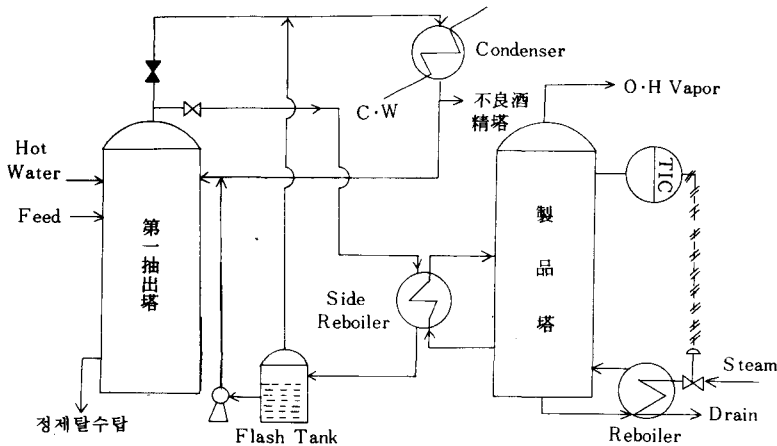 Condenser
O·H Vapor
C·W
不良酒
精塔
Hot
Water
Feed
第一抽出塔
製品塔
TIC
Side
Reboiler
Steam
Drain
Reboiler
정제탈수탑
Flash Tank